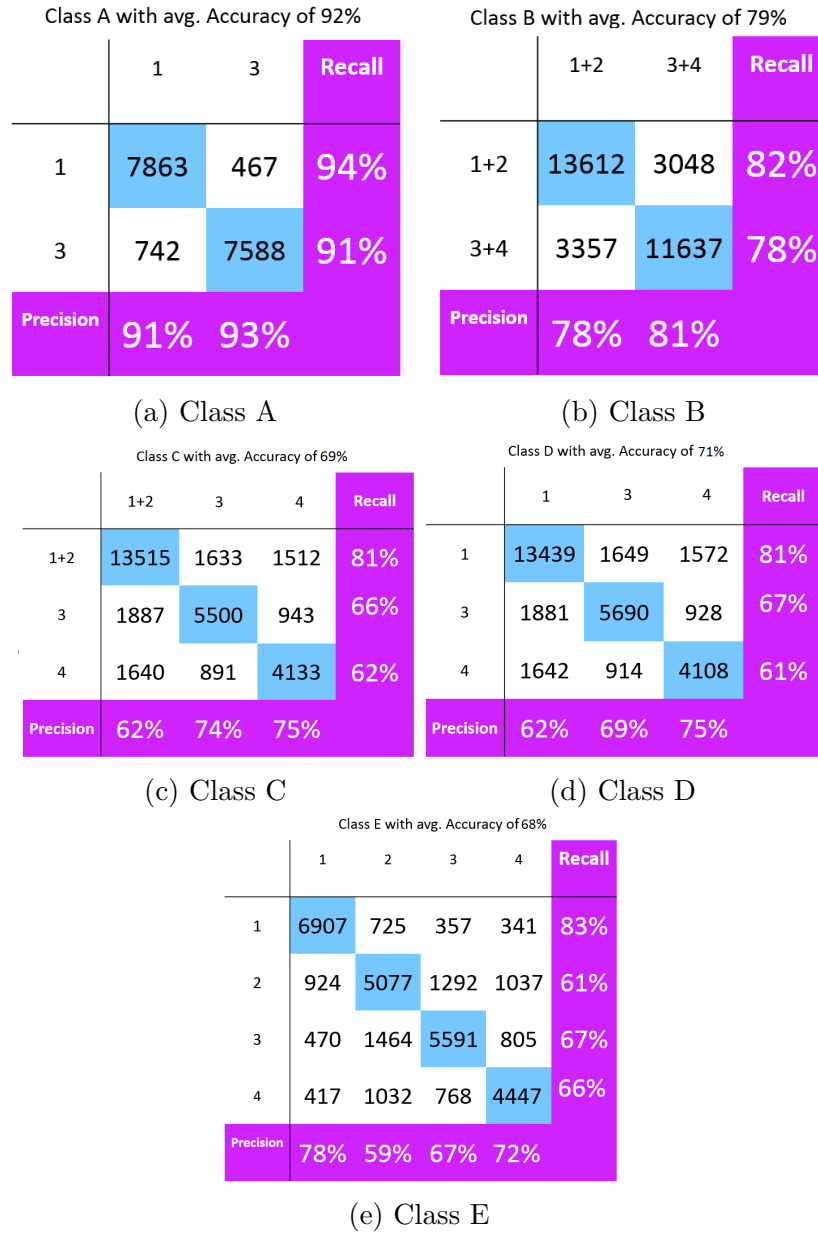 Class A with avg. Accuracy of 92%
1 3 Recall
1 7863 467 94%
3 742 7588 91%
Precision 91% 93%
(a) Class A
Class B with avg. Accuracy of 79%
1+2 3+4 Recall
1+2 13612 3048 82%
3+4 3357 11637 78%
Precision 78% 81%
(b) Class B
Class C with avg. Accuracy of 69%
1+2 3 4 Recall
1+2 13515 1633 1512 81%
3 1887 5500 943 66%
4 1640 891 4133 62%
Precision 62% 74% 75%
(c) Class C
Class D with avg. Accuracy of 71%
1 3 4 Recall
1 13439 1649 1572 81%
3 1881 5690 928 67%
4 1642 914 4108 61%
Precision 62% 69% 75%
(d) Class D
Class E with avg. Accuracy of 68%
1 2 3 4 Recall
1 6907 725 357 341 83%
2 924 5077 1292 1037 61%
3 470 1464 5591 805 67%
4 417 1032 768 4447 66%
Precision 78% 59% 67% 72%
(e) Class E